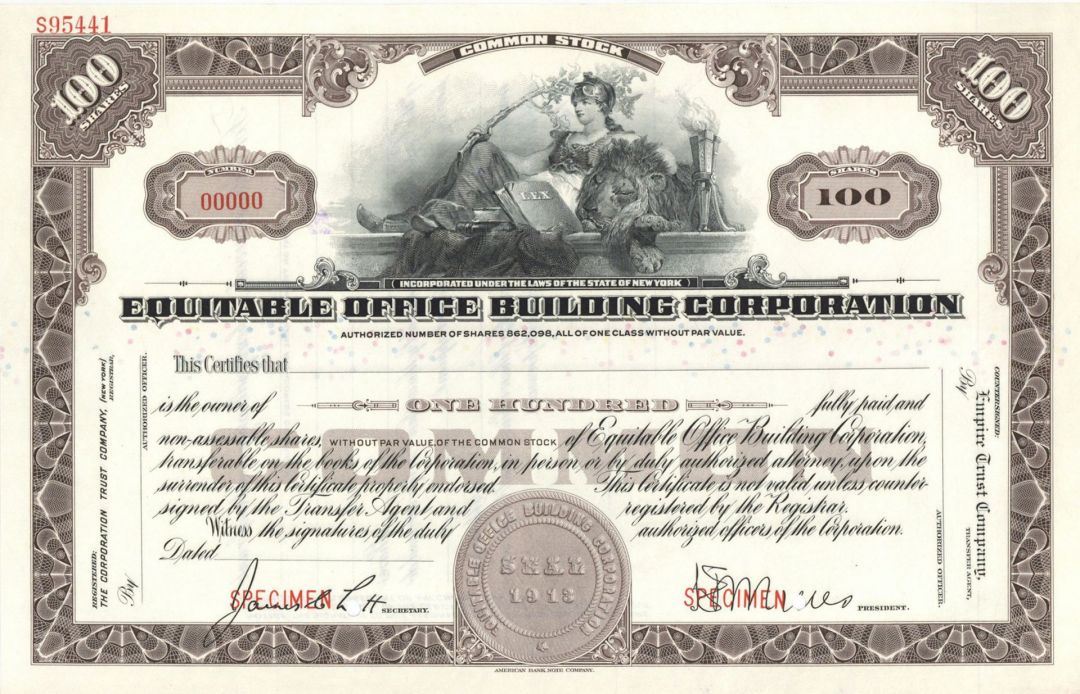 S95441
COMMON STOCK
100
SHARES
100
SHARES
NUMBER
00000
LEX
SHARES
100
INCORPORATED UNDER THE LAWS OF THE STATE OF NEW YORK
EQUITABLE OFFICE BUILDING CORPORATION
AUTHORIZED NUMBER OF SHARES 862,098, ALL OF ONE CLASS WITHOUT PAR VALUE.
This Certifies that
is the owner of ONE HUNDRED fully paid and
COMMON
non-assessable shares, WITHOUT PAR VALUE, OF THE COMMON STOCK of Equitable Office Building Corporation,
transferable on the books of the Corporation, in person or by duly authorized attorney, upon the
surrender of this Certificate properly endorsed. This Certificate is not valid unless counter-
signed by the Transfer Agent and registered by the Registrar.
Witness the signatures of the duly authorized officers of the Corporation.
Dated
REGISTERED:
THE CORPORATION TRUST COMPANY, (NEW YORK)
REGISTRAR,
By
AUTHORIZED OFFICER.
COUNTERSIGNED:
Empire Trust Company,
TRANSFER AGENT,
By
AUTHORIZED OFFICER.
EQUITABLE OFFICE BUILDING CORPORATION
SEAL
1913
SPECIMEN
SECRETARY.
SPECIMEN
PRESIDENT.
AMERICAN BANK NOTE COMPANY.